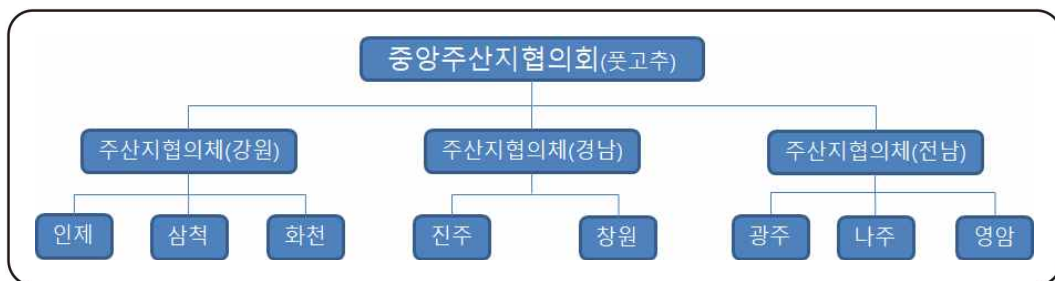 중앙주산지협의회(풋고추)
주산지협의체(강원) 주산지협의체(경남) 주산지협의체(전남)
인제 삼척 화천 진주 창원 광주 나주 영암